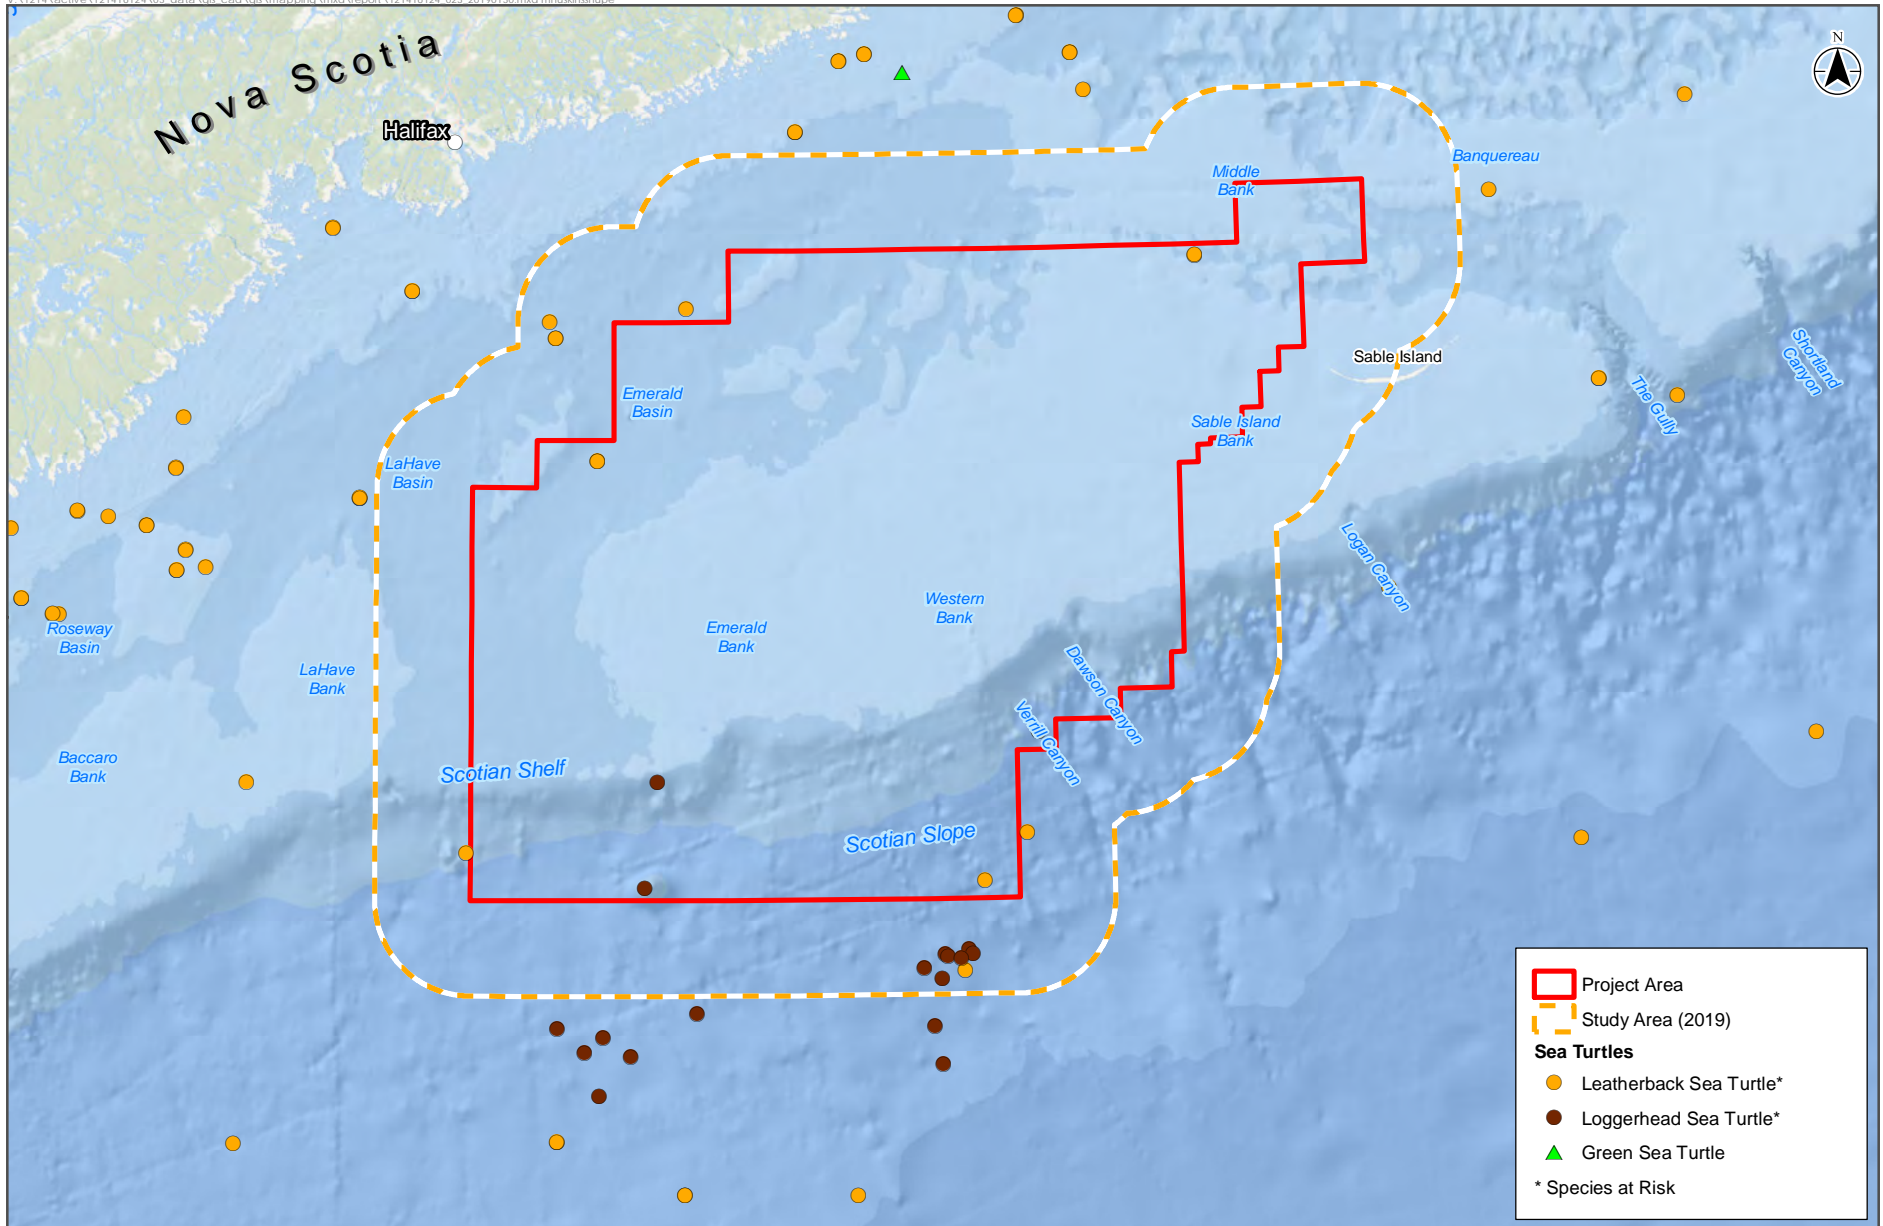 Nova Scotia
Halifax
N
Middle
Bank
Banquereau
Sable Island
Shortland
Canyon
The Gully
Emerald
Basin
Sable Island
Bank
LaHave
Basin
Logan Canyon
Western
Bank
Emerald
Bank
Roseway
Basin
LaHave
Bank
Dawson Canyon
Verrill Canyon
Baccaro
Bank
Scotian Shelf
Scotian Slope
Project Area
Study Area (2019)
Sea Turtles
Leatherback Sea Turtle*
Loggerhead Sea Turtle*
Green Sea Turtle
* Species at Risk